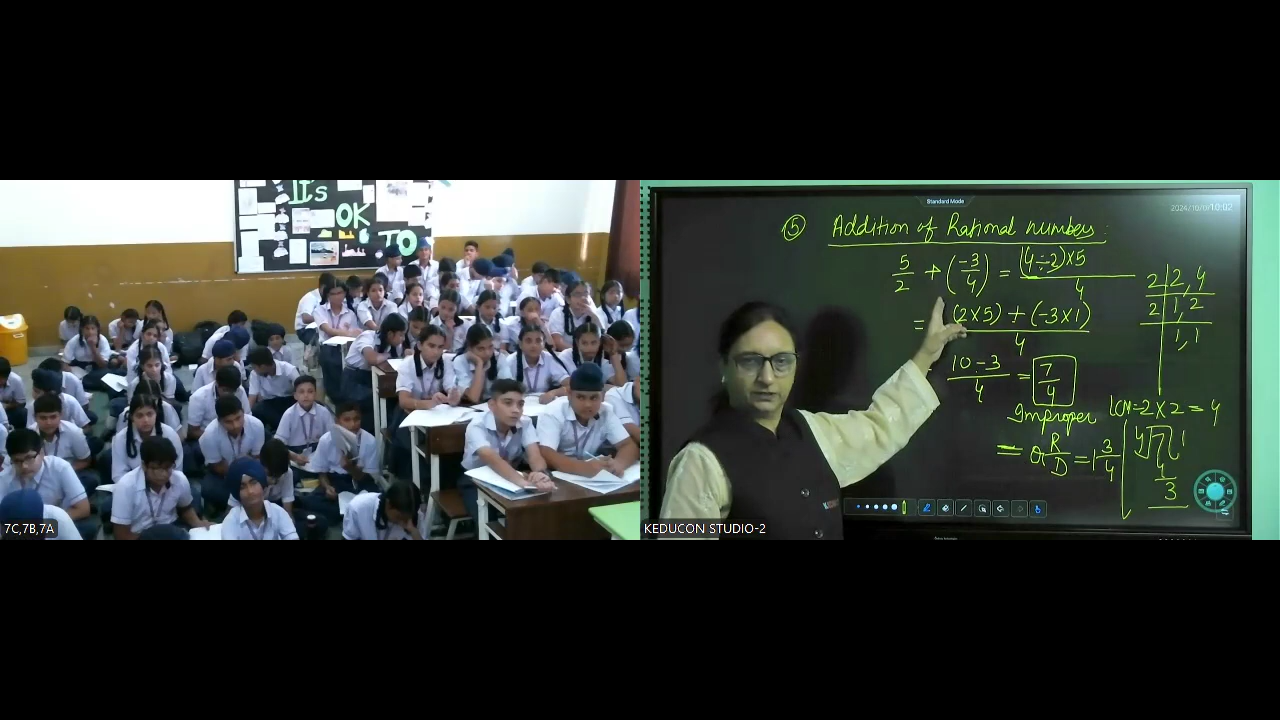 It's
OK
TO
7C,7B,7A
Standard Mode
10:02
⑤ Addition of Rational numbers:
5/2 + (-3/4) = (4÷2)×5 / 4
= (2×5) + (-3×1) / 4
10-3 / 4 = 7/4
Improper
= Q R/D = 1 3/4
2 | 2, 4
2 | 1, 2
1, 1
LCM=2×2=4
4) 7 ( 1
4
3
KEDUCON STUDIO-2